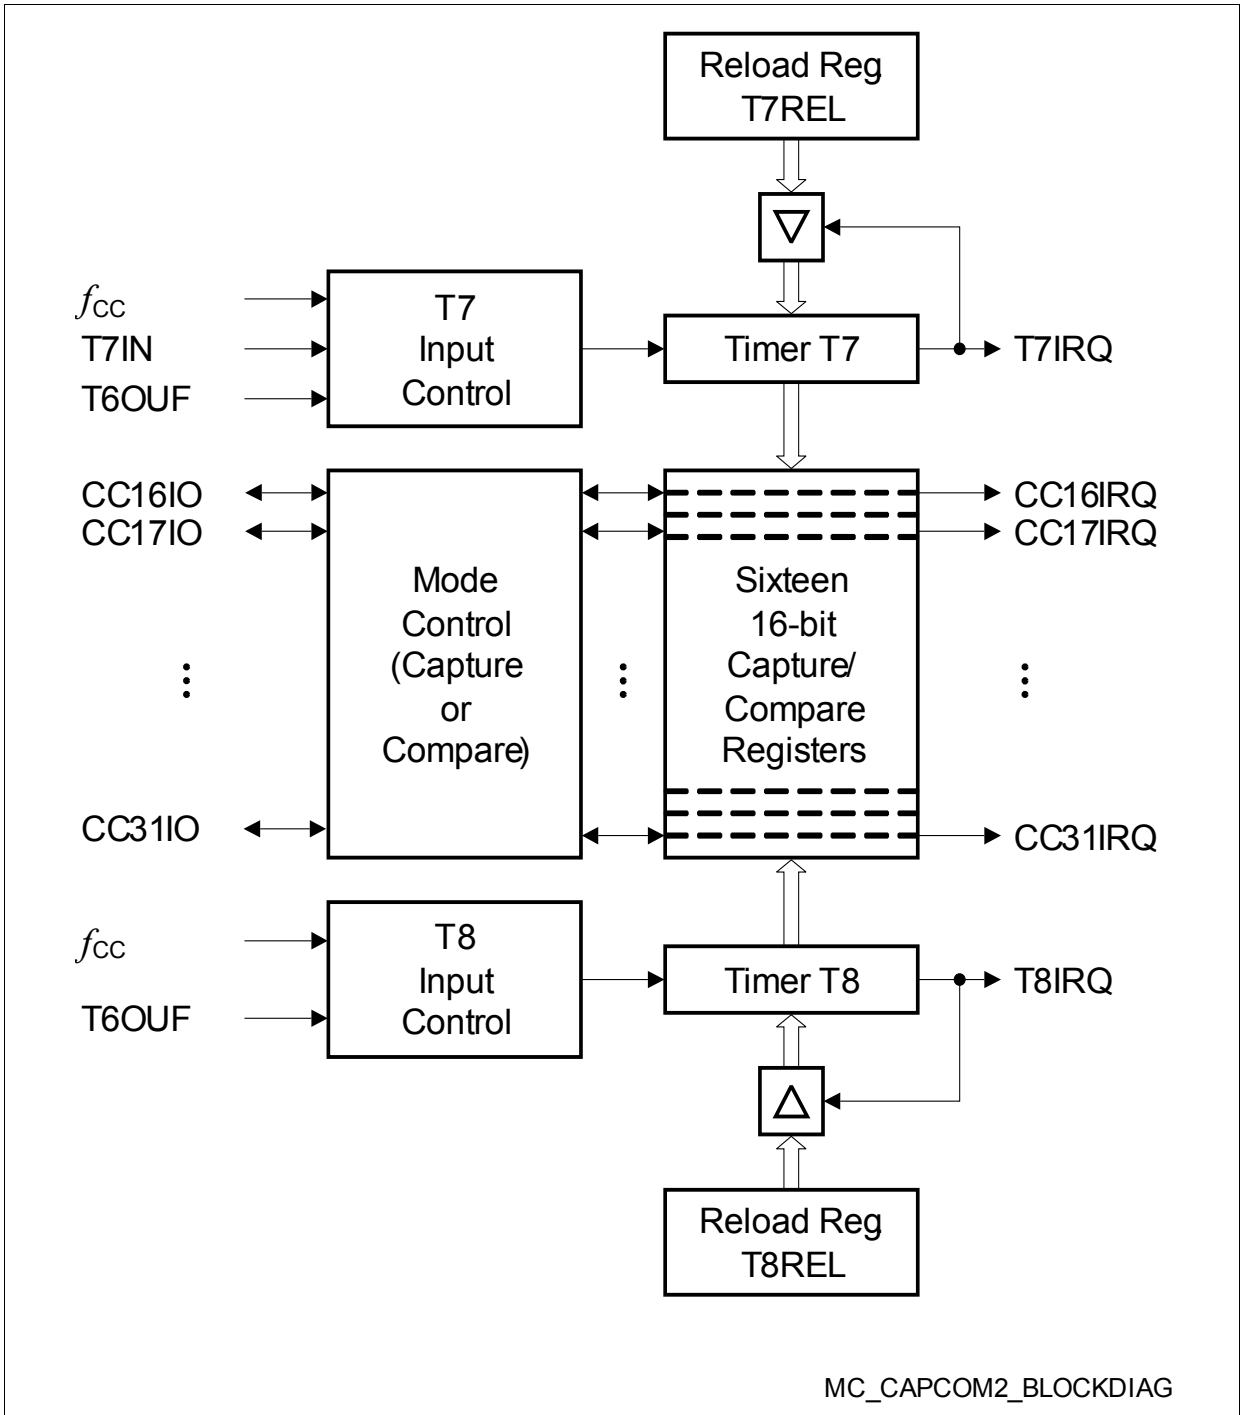 Reload Reg.
T7REL
fCC
T7IN
T6OUF
T7
Input
Control
Timer T7
T7IRQ
CC16IO
CC17IO
CC31IO
Mode
Control
(Capture
or
Compare)
Sixteen
16-bit
Capture/
Compare
Registers
CC16IRQ
CC17IRQ
CC31IRQ
fCC
T6OUF
T8
Input
Control
Timer T8
T8IRQ
Reload Reg.
T8REL
MC_CAPCOM2_BLOCKDIAG